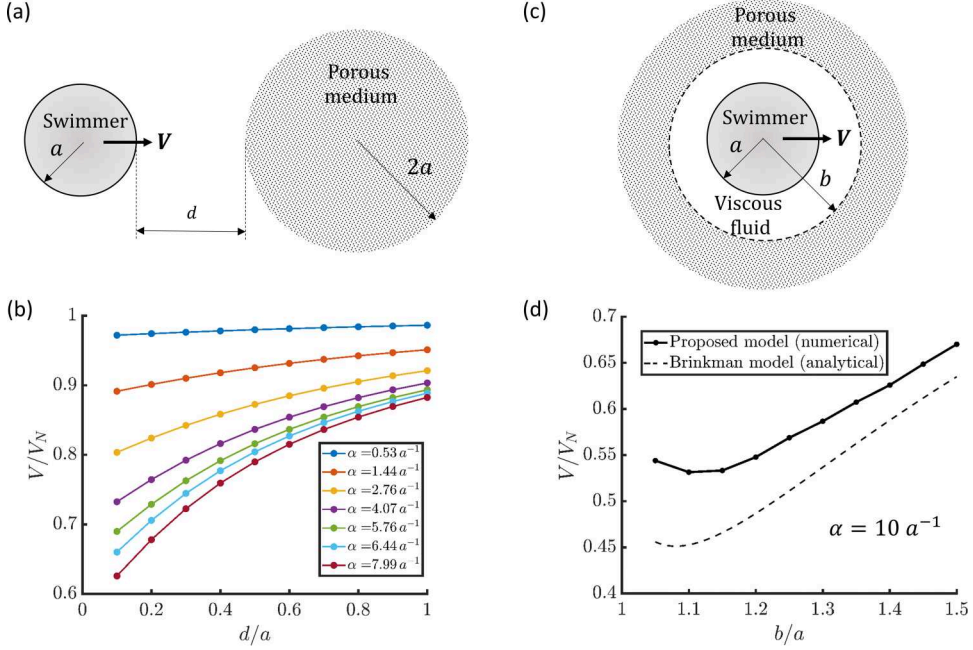 (a)
Swimmer
V
a
Porous
medium
2a
d
(b)
V/V_N
1
0.9
0.8
0.7
0.6
0
0.2
0.4
0.6
0.8
1
d/a
α = 0.53 a⁻¹
α = 1.44 a⁻¹
α = 2.76 a⁻¹
α = 4.07 a⁻¹
α = 5.76 a⁻¹
α = 6.44 a⁻¹
α = 7.99 a⁻¹
(c)
Porous
medium
Swimmer
V
a
b
Viscous
fluid
(d)
V/V_N
0.7
0.65
0.6
0.55
0.5
0.45
0.4
1
1.1
1.2
1.3
1.4
1.5
b/a
Proposed model (numerical)
Brinkman model (analytical)
α = 10 a⁻¹